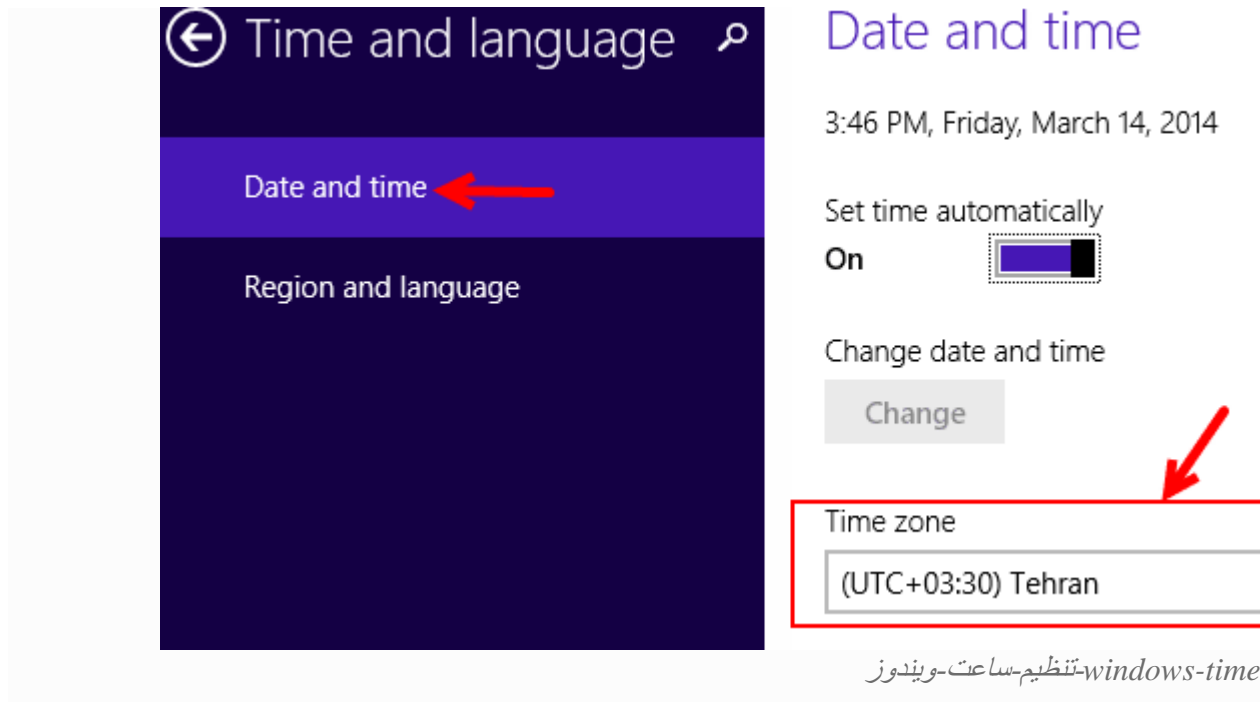 Time and language
Date and time
Region and language
Date and time
3:46 PM, Friday, March 14, 2014
Set time automatically
On
Change date and time
Change
Time zone
(UTC+03:30) Tehran
windows-time-تنظیم-ساعت-ویندوز